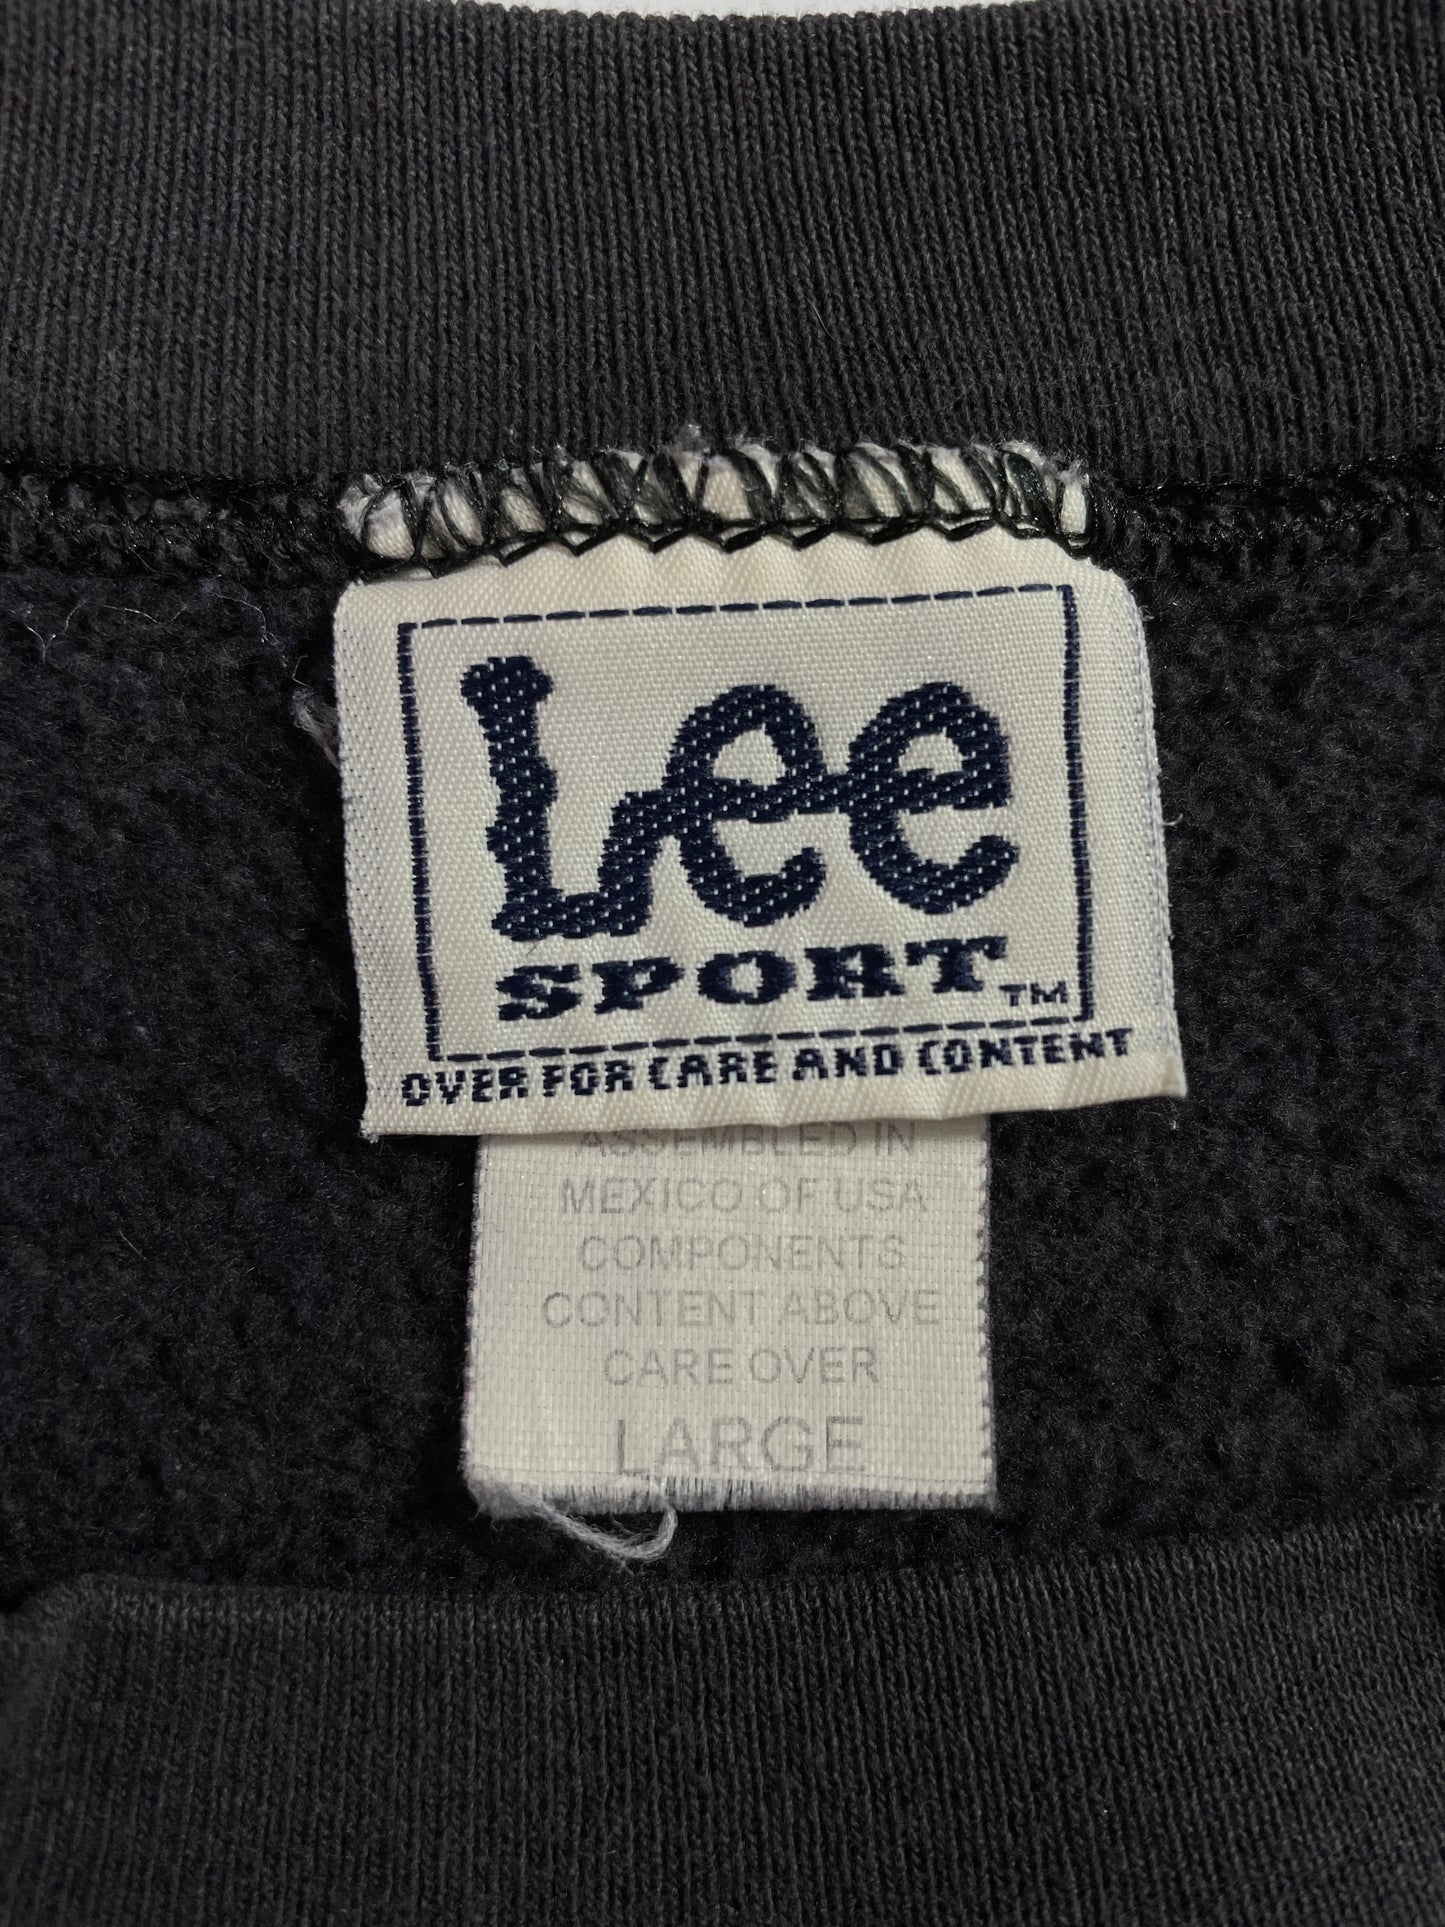 Lee
SPORT TM
OVER FOR CARE AND CONTENT
ASSEMBLED IN
MEXICO OF USA
COMPONENTS
CONTENT ABOVE
CARE OVER
LARGE